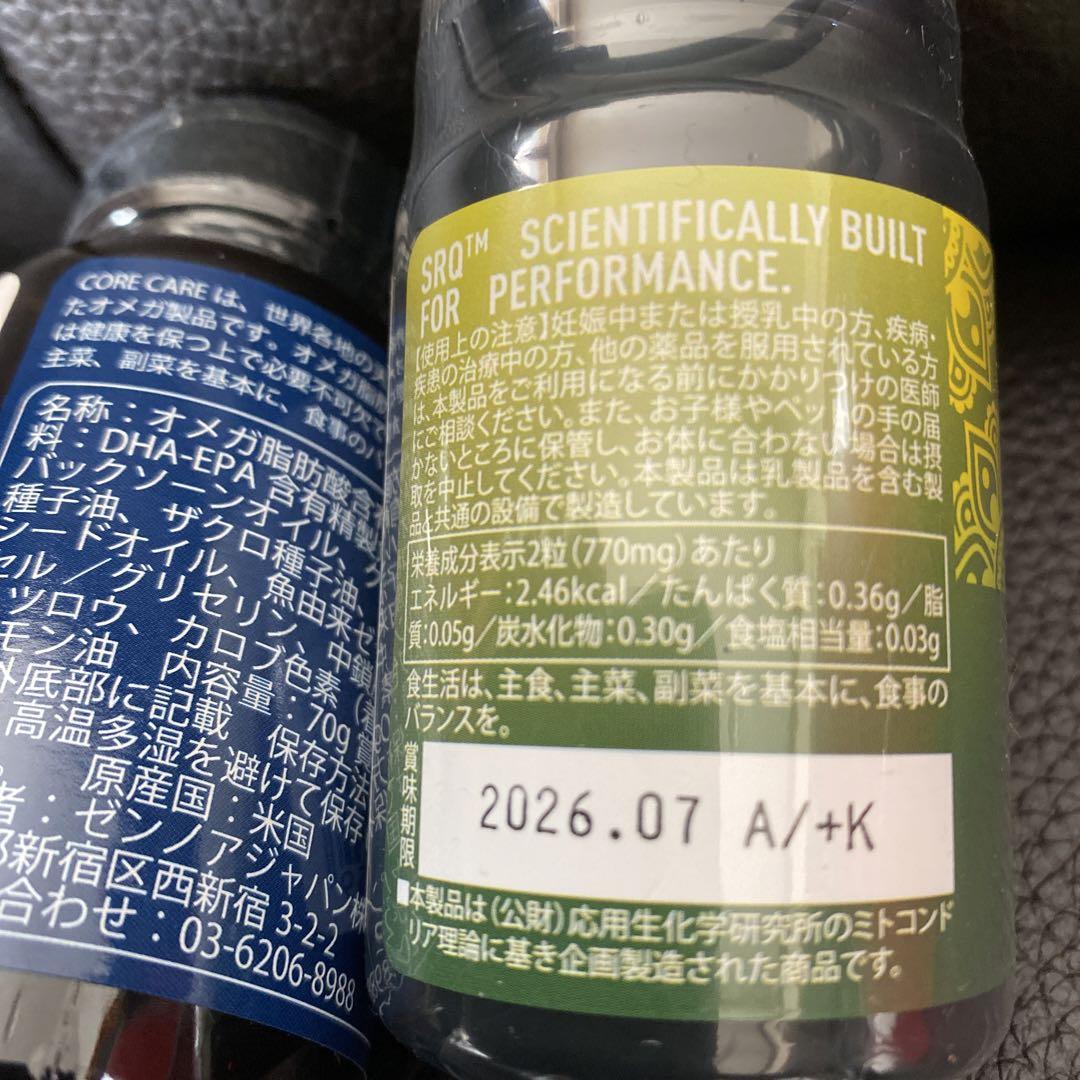 CORE CARE は、世界各地の
たオメガ製品です。オメガ脂肪
は健康を保つ上で必要不可欠で
主菜、副菜を基本に、食事のバ
名称：オメガ脂肪酸含
料：DHA-EPA 含有精製
バックソーンオイル、
種子油、ザクロ種子油、
シードオイル、魚由来ゼ
セル／グリセリン、中鎖
ツロウ、カロブ色素
モン油 内容量：70g 賞
外底部に記載 保存方法
高温多湿を避けて保存
原産国：米国
者：ゼンノアジャパン株
新宿区西新宿 3-2-2
合わせ：03-6206-8988
SRQ™ SCIENTIFICALLY BUILT
FOR PERFORMANCE.
【使用上の注意】妊娠中または授乳中の方、疾病・
疾患の治療中の方、他の薬品を服用されている方
は、本製品をご利用になる前にかかりつけの医師
にご相談ください。また、お子様やペットの手の届
かないところに保管し、お体に合わない場合は摂
取を中止してください。本製品は乳製品を含む製
品と共通の設備で製造しています。
栄養成分表示2粒(770mg)あたり
エネルギー：2.46kcal／たんぱく質：0.36g／脂
質：0.05g／炭水化物：0.30g／食塩相当量：0.03g
食生活は、主食、主菜、副菜を基本に、食事の
バランスを。
賞味期限
2026.07 A/+K
■本製品は(公財)応用生化学研究所のミトコンド
リア理論に基き企画製造された商品です。